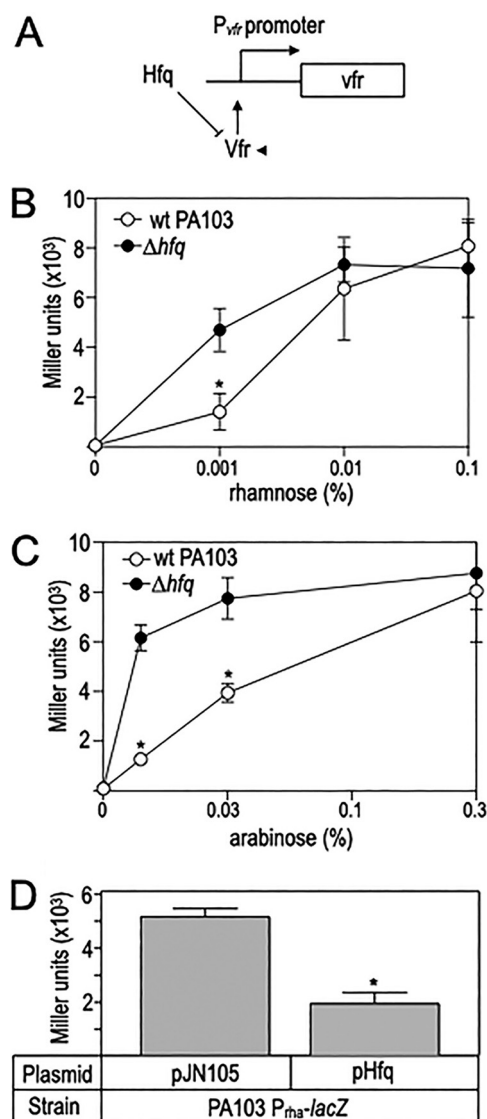 A
Pvfr promoter
Hfq
vfr
Vfr
B
10
8
6
4
2
Miller units (x10³)
wt PA103
Δhfq
*
0
0.001
0.01
0.1
rhamnose (%)
C
10
8
6
4
2
Miller units (x10³)
wt PA103
Δhfq
*
*
0
0.03
0.1
0.3
arabinose (%)
D
6
4
2
Miller units (x10³)
*
Plasmid pJN105 pHfq
Strain PA103 Prha-lacZ